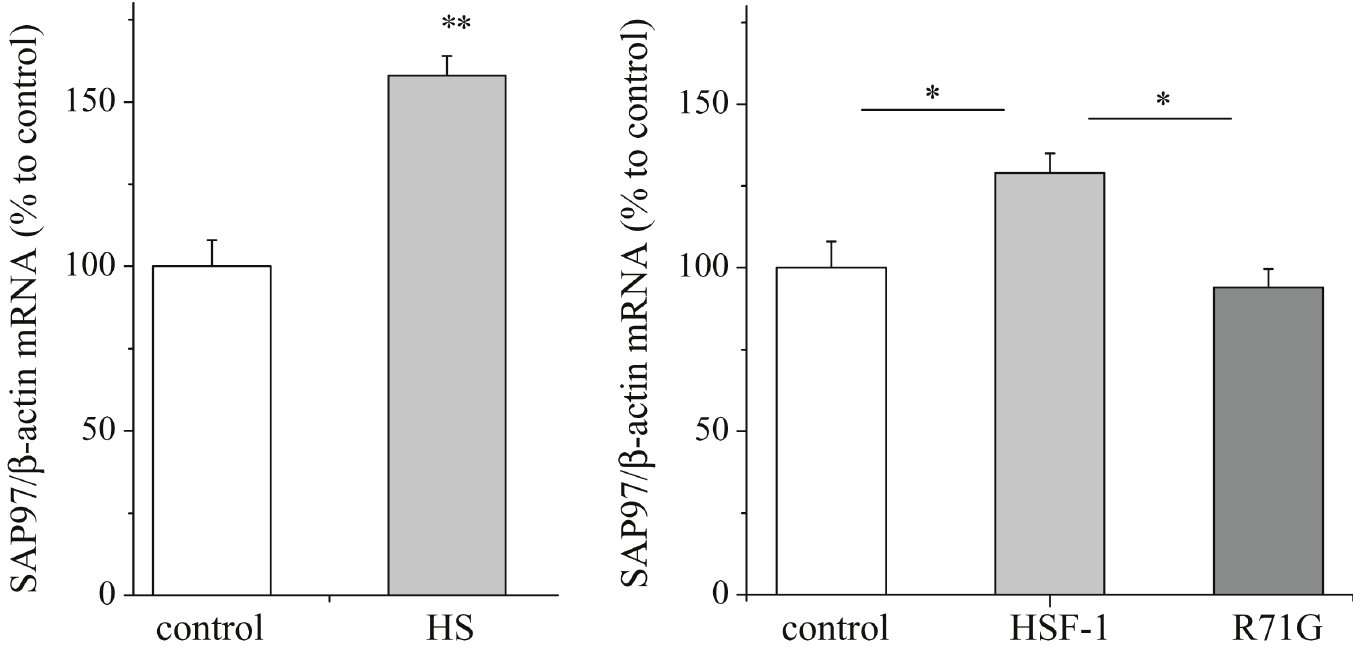 SAP97/β-actin mRNA (% to control)
150
100
50
0
**
control
HS
SAP97/β-actin mRNA (% to control)
150
100
50
0
*
*
control
HSF-1
R71G